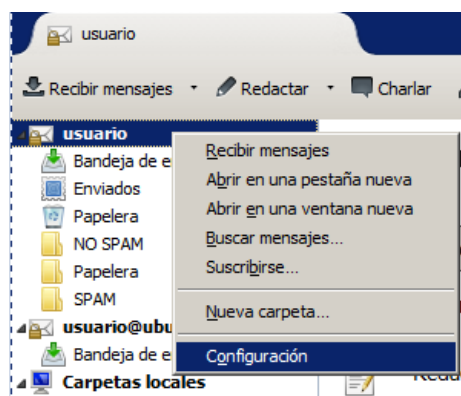 usuario
Recibir mensajes
Redactar
Charlar
usuario
Bandeja de e
Enviados
Papelera
NO SPAM
Papelera
SPAM
usuario@ubu
Bandeja de e
Carpetas locales
Recibir mensajes
Abrir en una pestaña nueva
Abrir en una ventana nueva
Buscar mensajes...
Suscribirse...
Nueva carpeta...
Configuración